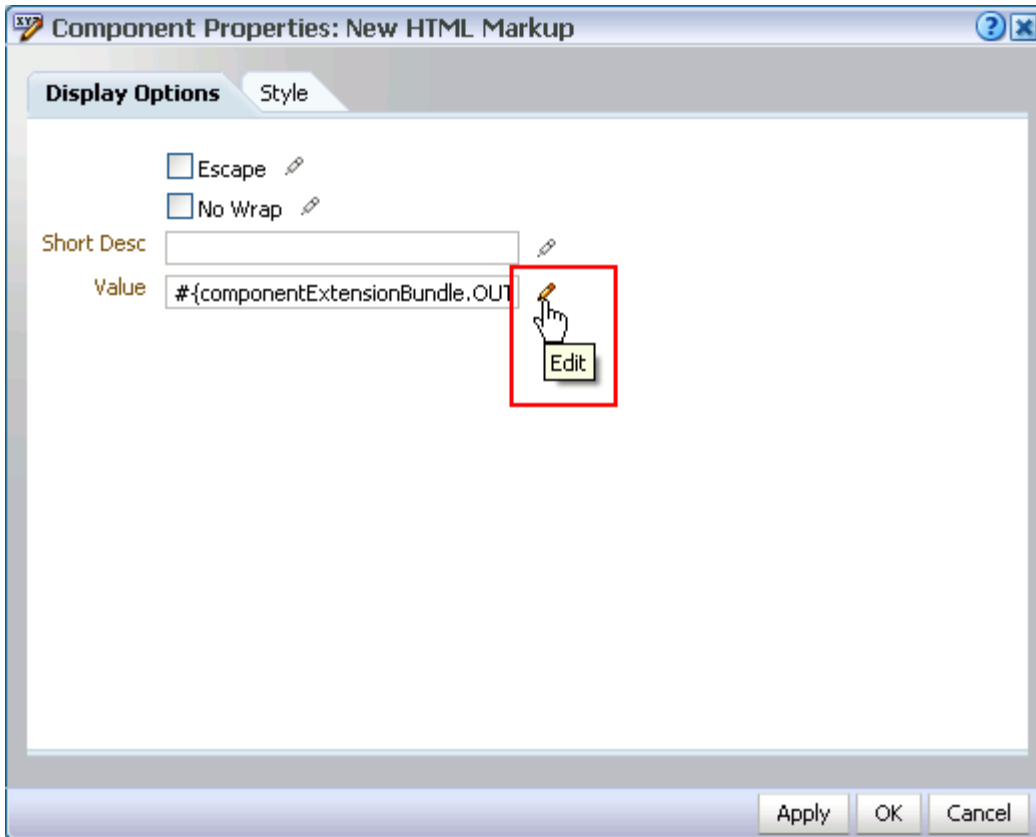 Component Properties: New HTML Markup
Display Options Style
Escape
No Wrap
Short Desc
Value #{componentExtensionBundle.OUT
Edit
Apply OK Cancel